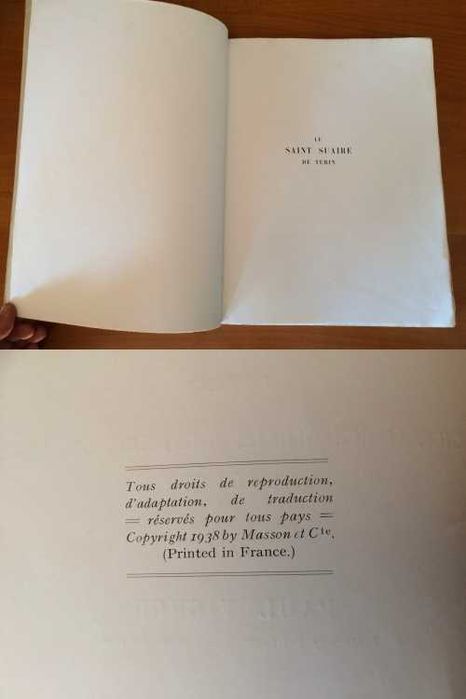 LE
SAINT SUAIRE
DE TURIN
Tous droits de reproduction,
d'adaptation, de traduction
= réservés pour tous pays =
Copyright 1938 by Masson et Cie.
(Printed in France.)